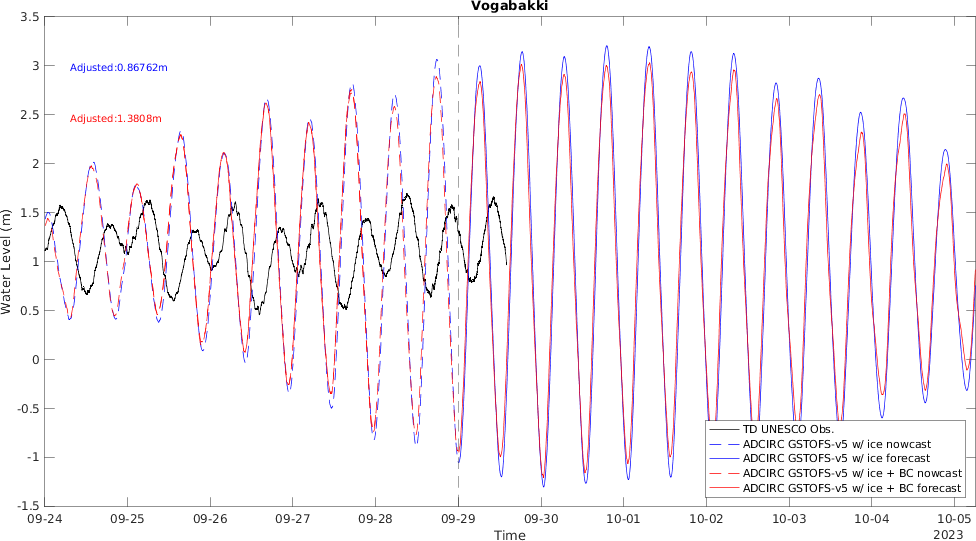 Vogabakki
3.5
3
2.5
2
1.5
1
0.5
0
-0.5
-1
-1.5
Water Level (m)
Adjusted:0.86762m
Adjusted:1.3808m
TD UNESCO Obs.
ADCIRC GSTOFS-v5 w/ ice nowcast
ADCIRC GSTOFS-v5 w/ ice forecast
ADCIRC GSTOFS-v5 w/ ice + BC nowcast
ADCIRC GSTOFS-v5 w/ ice + BC forecast
09-24 09-25 09-26 09-27 09-28 09-29 09-30 10-01 10-02 10-03 10-04 10-05
Time
2023